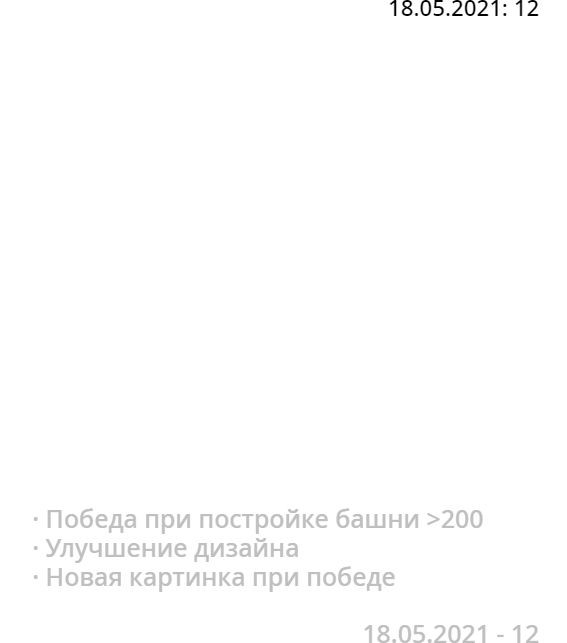 18.05.2021: 12
· Победа при постройке башни >200
· Улучшение дизайна
· Новая картинка при победе
18.05.2021 - 12